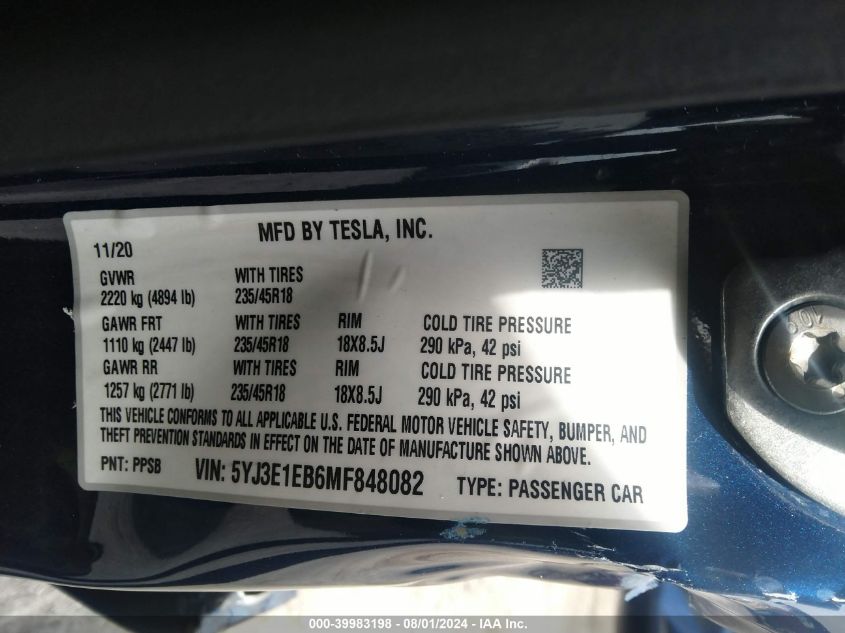 MFD BY TESLA, INC.
11/20
GVWR WITH TIRES
2220 kg (4894 lb) 235/45R18
GAWR FRT WITH TIRES RIM COLD TIRE PRESSURE
1110 kg (2447 lb) 235/45R18 18X8.5J 290 kPa, 42 psi
GAWR RR WITH TIRES RIM COLD TIRE PRESSURE
1257 kg (2771 lb) 235/45R18 18X8.5J 290 kPa, 42 psi
THIS VEHICLE CONFORMS TO ALL APPLICABLE U.S. FEDERAL MOTOR VEHICLE SAFETY, BUMPER, AND
THEFT PREVENTION STANDARDS IN EFFECT ON THE DATE OF MANUFACTURE SHOWN ABOVE.
PNT: PPSB VIN: 5YJ3E1EB6MF848082 TYPE: PASSENGER CAR
000-39983198 - 08/01/2024 - IAA Inc.